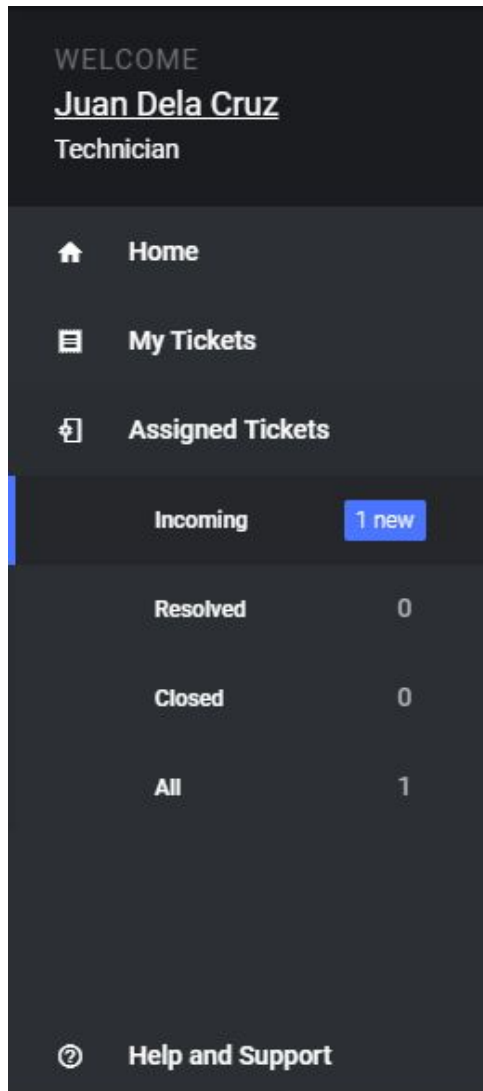 WELCOME
Juan Dela Cruz
Technician
Home
My Tickets
Assigned Tickets
Incoming 1 new
Resolved 0
Closed 0
All 1
Help and Support